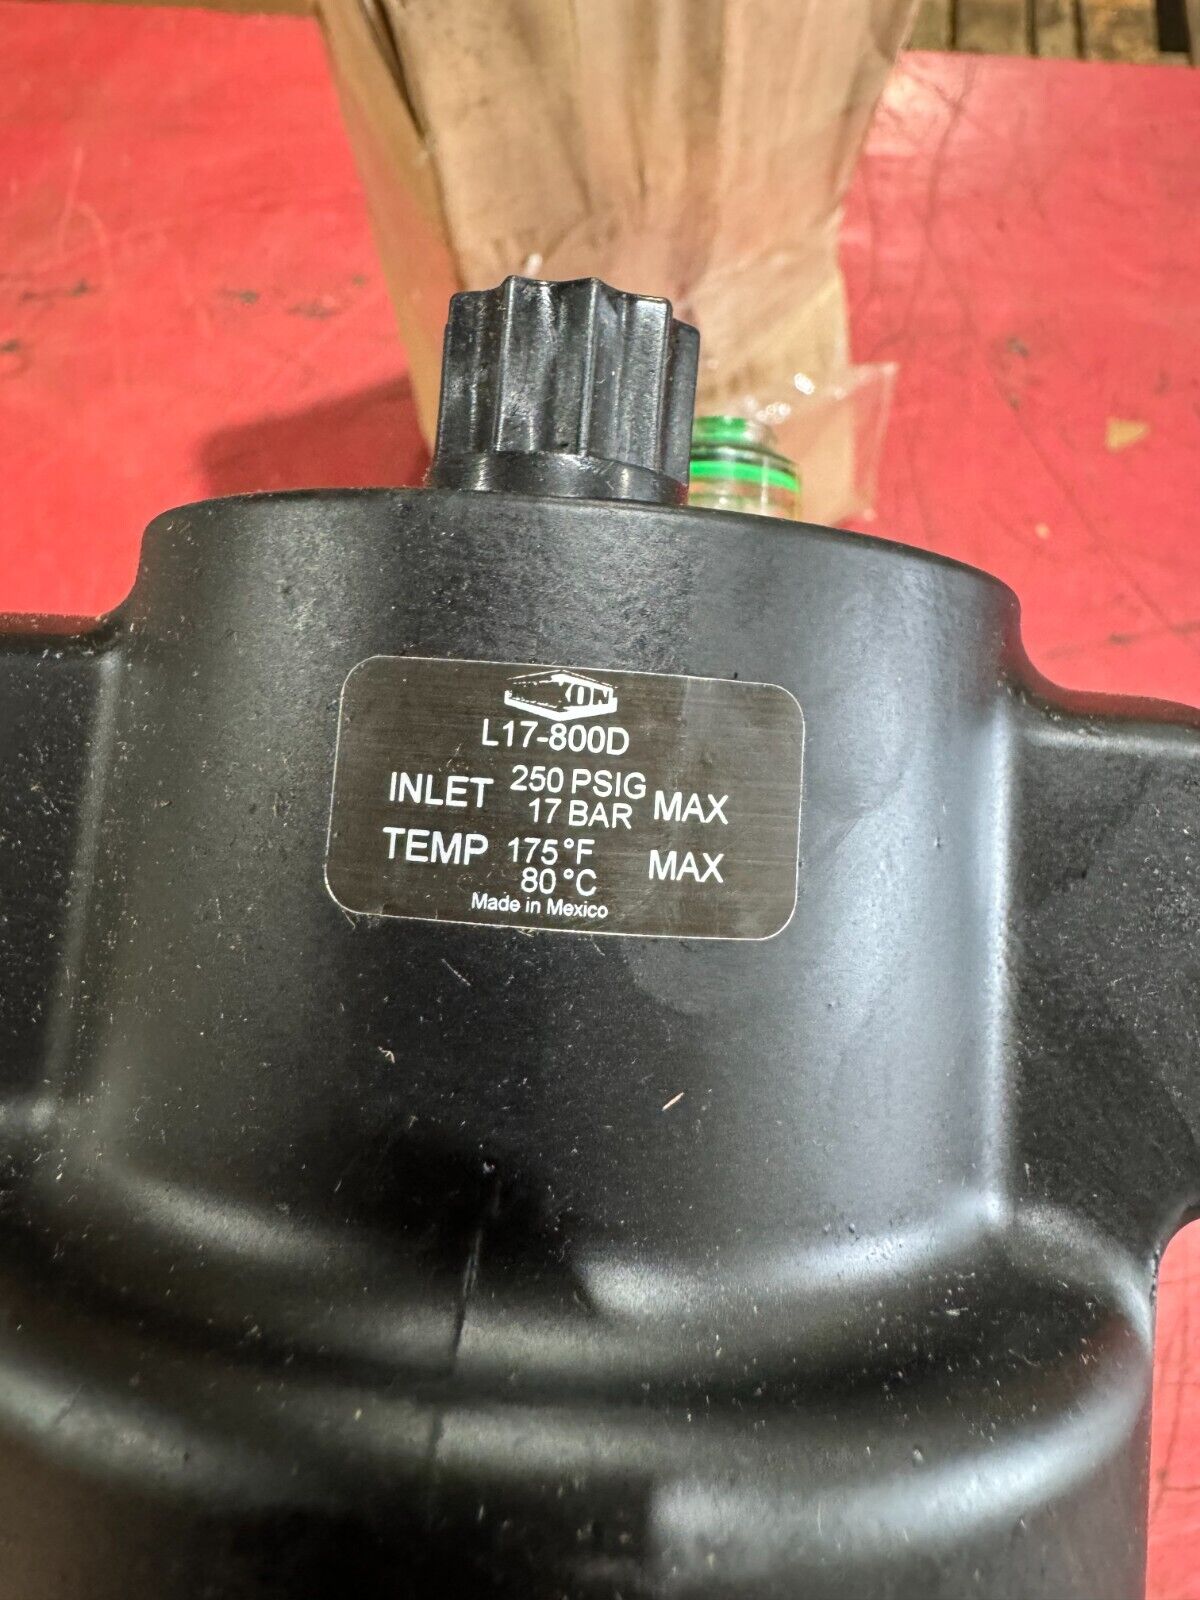 L17-800D
INLET 250 PSIG MAX
17 BAR
TEMP 175°F MAX
80°C
Made in Mexico